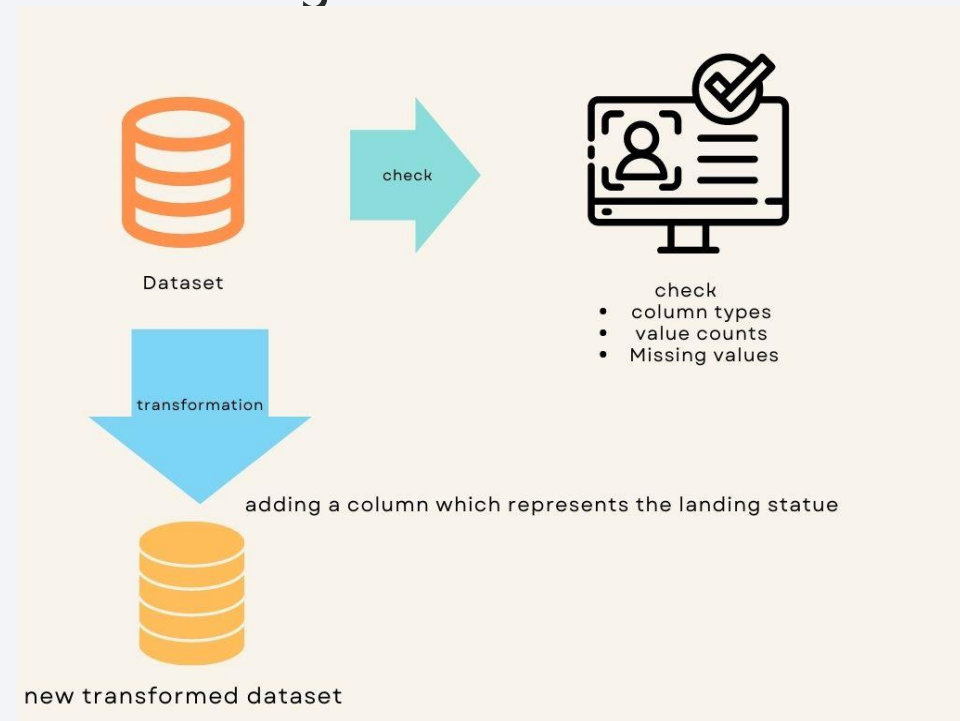 check
Dataset
check
• column types
• value counts
• Missing values
transformation
adding a column which represents the landing statue
new transformed dataset